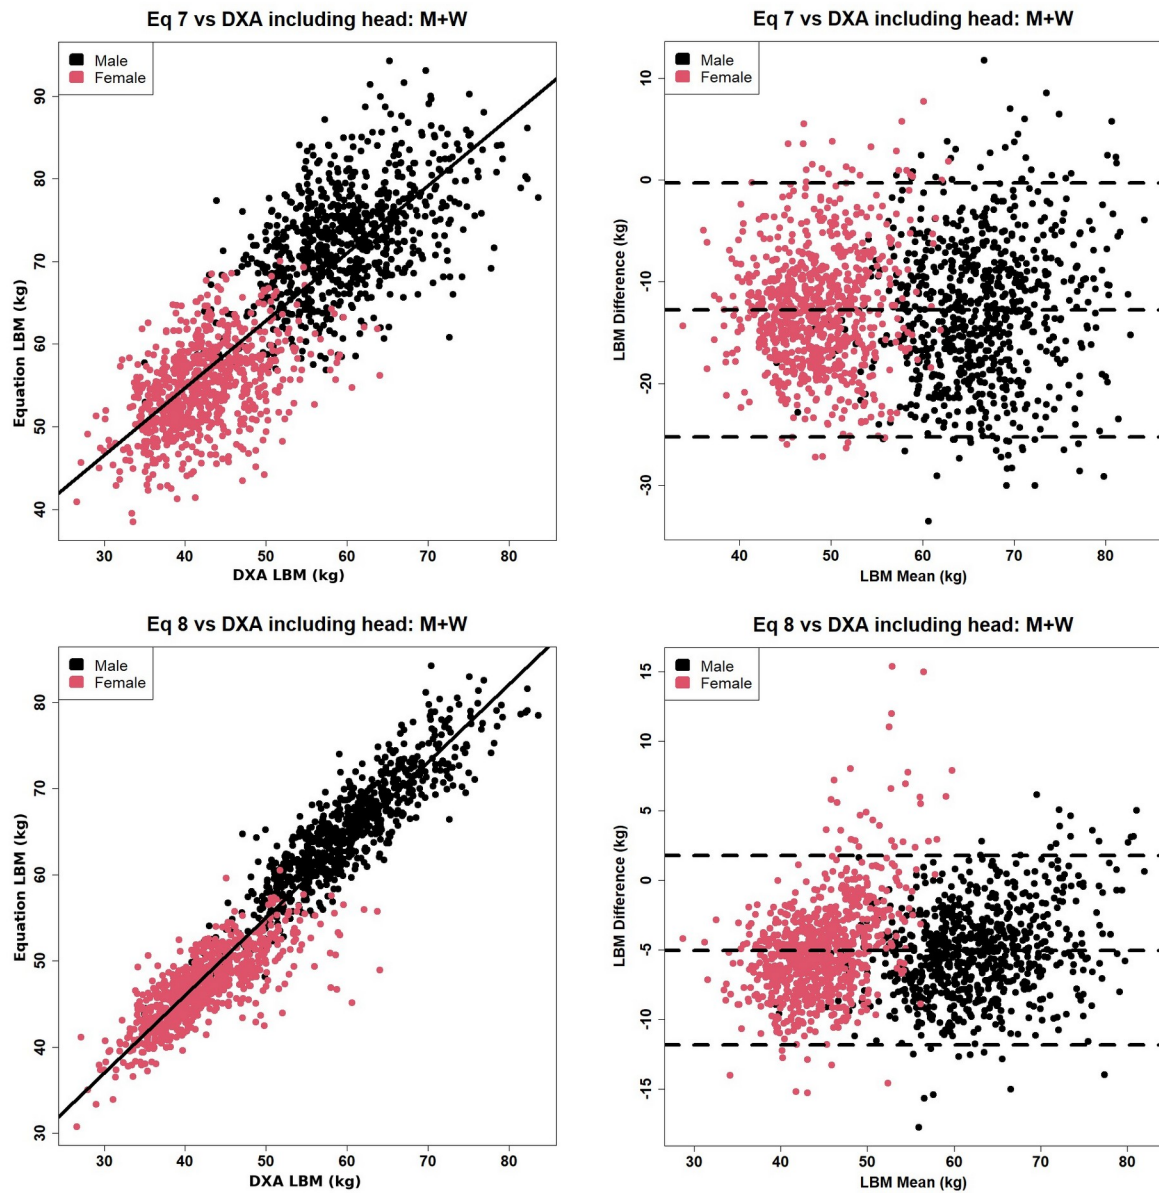 Eq 7 vs DXA including head: M+W
Male
Female
Equation LBM (kg)
90
80
70
60
50
40
30 40 50 60 70 80
DXA LBM (kg)
Eq 7 vs DXA including head: M+W
Male
Female
LBM Difference (kg)
10
0
-10
-20
-30
40 50 60 70 80
LBM Mean (kg)
Eq 8 vs DXA including head: M+W
Male
Female
Equation LBM (kg)
80
70
60
50
40
30
30 40 50 60 70 80
DXA LBM (kg)
Eq 8 vs DXA including head: M+W
Male
Female
LBM Difference (kg)
15
10
5
0
-5
-10
-15
30 40 50 60 70 80
LBM Mean (kg)